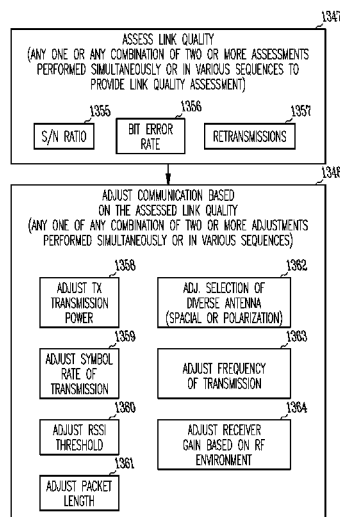 1347
ASSESS LINK QUALITY
(ANY ONE OR ANY COMBINATION OF TWO OR MORE ASSESSMENTS
PERFORMED SIMULTANEOUSLY OR IN VARIOUS SEQUENCES TO
PROVIDE LINK QUALITY ASSESSMENT)
1355
S/N RATIO
1356
BIT ERROR
RATE
1357
RETRANSMISSIONS
1348
ADJUST COMMUNICATION BASED
ON THE ASSESSED LINK QUALITY
(ANY ONE OF ANY COMBINATION OF TWO OR MORE ADJUSTMENTS
PERFORMED SIMULTANEOUSLY OR IN VARIOUS SEQUENCES)
1358
ADJUST TX
TRANSMISSION
POWER
1362
ADJ. SELECTION OF
DIVERSE ANTENNA
(SPACIAL OR POLARIZATION)
1359
ADJUST SYMBOL
RATE OF
TRANSMISSION
1363
ADJUST FREQUENCY
OF TRANSMISSION
1360
ADJUST RSSI
THRESHOLD
1364
ADJUST RECEIVER
GAIN BASED ON RF
ENVIRONMENT
1361
ADJUST PACKET
LENGTH